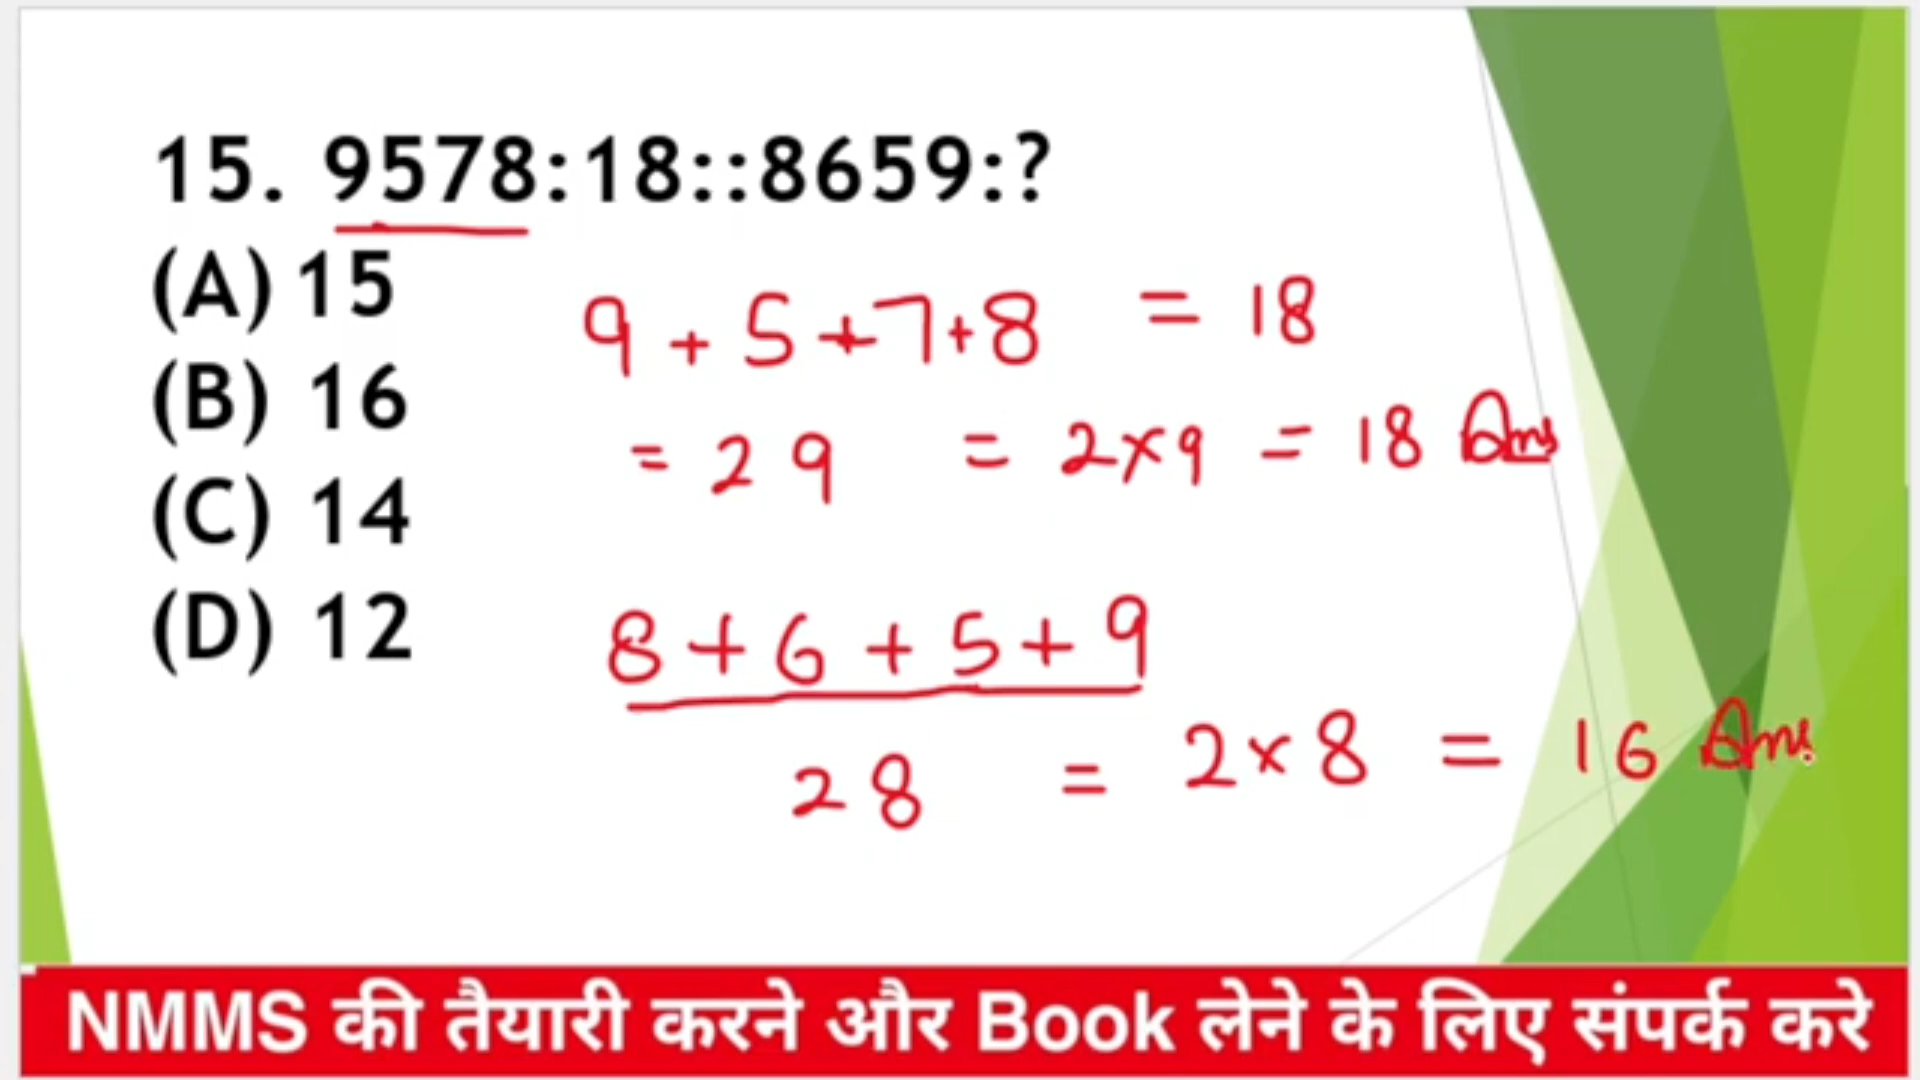 15. 9578:18::8659:?
(A) 15
9 + 5 + 7 + 8 = 18
(B) 16
= 29 = 2 × 9 = 18 Ans
(C) 14
(D) 12
8 + 6 + 5 + 9
28 = 2 × 8 = 16 Ans
NMMS की तैयारी करने और Book लेने के लिए संपर्क करे